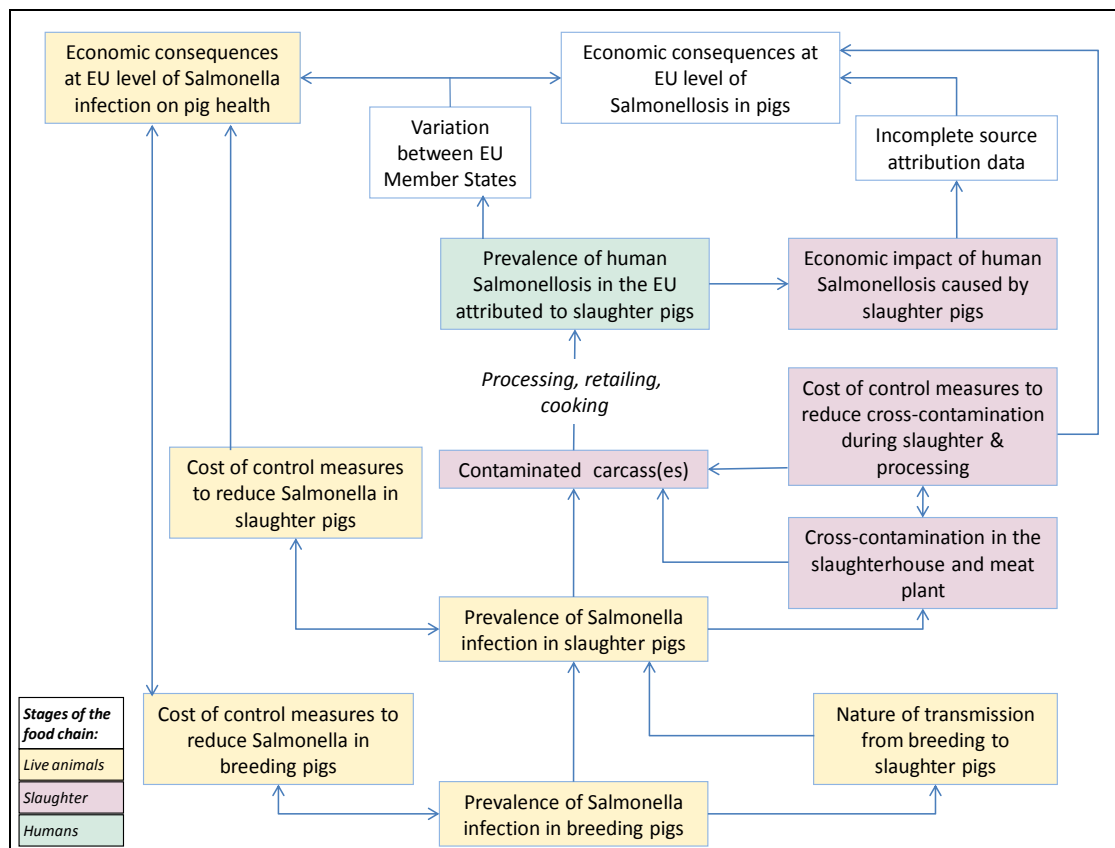 Economic consequences
at EU level of Salmonella
infection on pig health
Economic consequences at
EU level of
Salmonellosis in pigs
Variation
between EU
Member States
Incomplete source
attribution data
Prevalence of human
Salmonellosis in the EU
attributed to slaughter pigs
Economic impact of human
Salmonellosis caused by
slaughter pigs
Processing, retailing,
cooking
Cost of control measures to
reduce cross-contamination
during slaughter &
processing
Cost of control measures
to reduce Salmonella in
slaughter pigs
Contaminated carcass(es)
Cross-contamination in the
slaughterhouse and meat
plant
Prevalence of Salmonella
infection in slaughter pigs
Cost of control measures to
reduce Salmonella in
breeding pigs
Nature of transmission
from breeding to
slaughter pigs
Prevalence of Salmonella
infection in breeding pigs
Stages of the
food chain:
Live animals
Slaughter
Humans